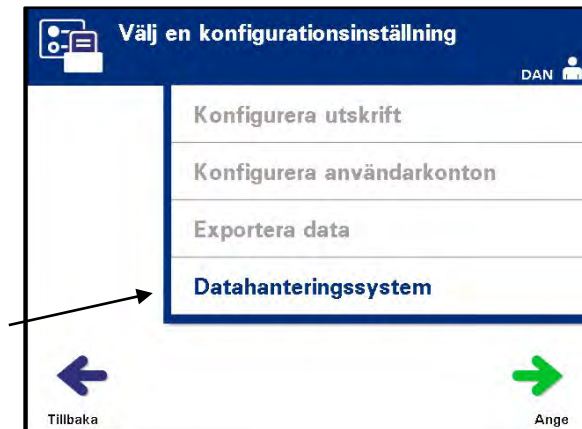 Välj en konfigurationsinställning
DAN
Konfigurera utskrift
Konfigurera användarkonton
Exportera data
Datahanteringssystem
Tillbaka
Ange